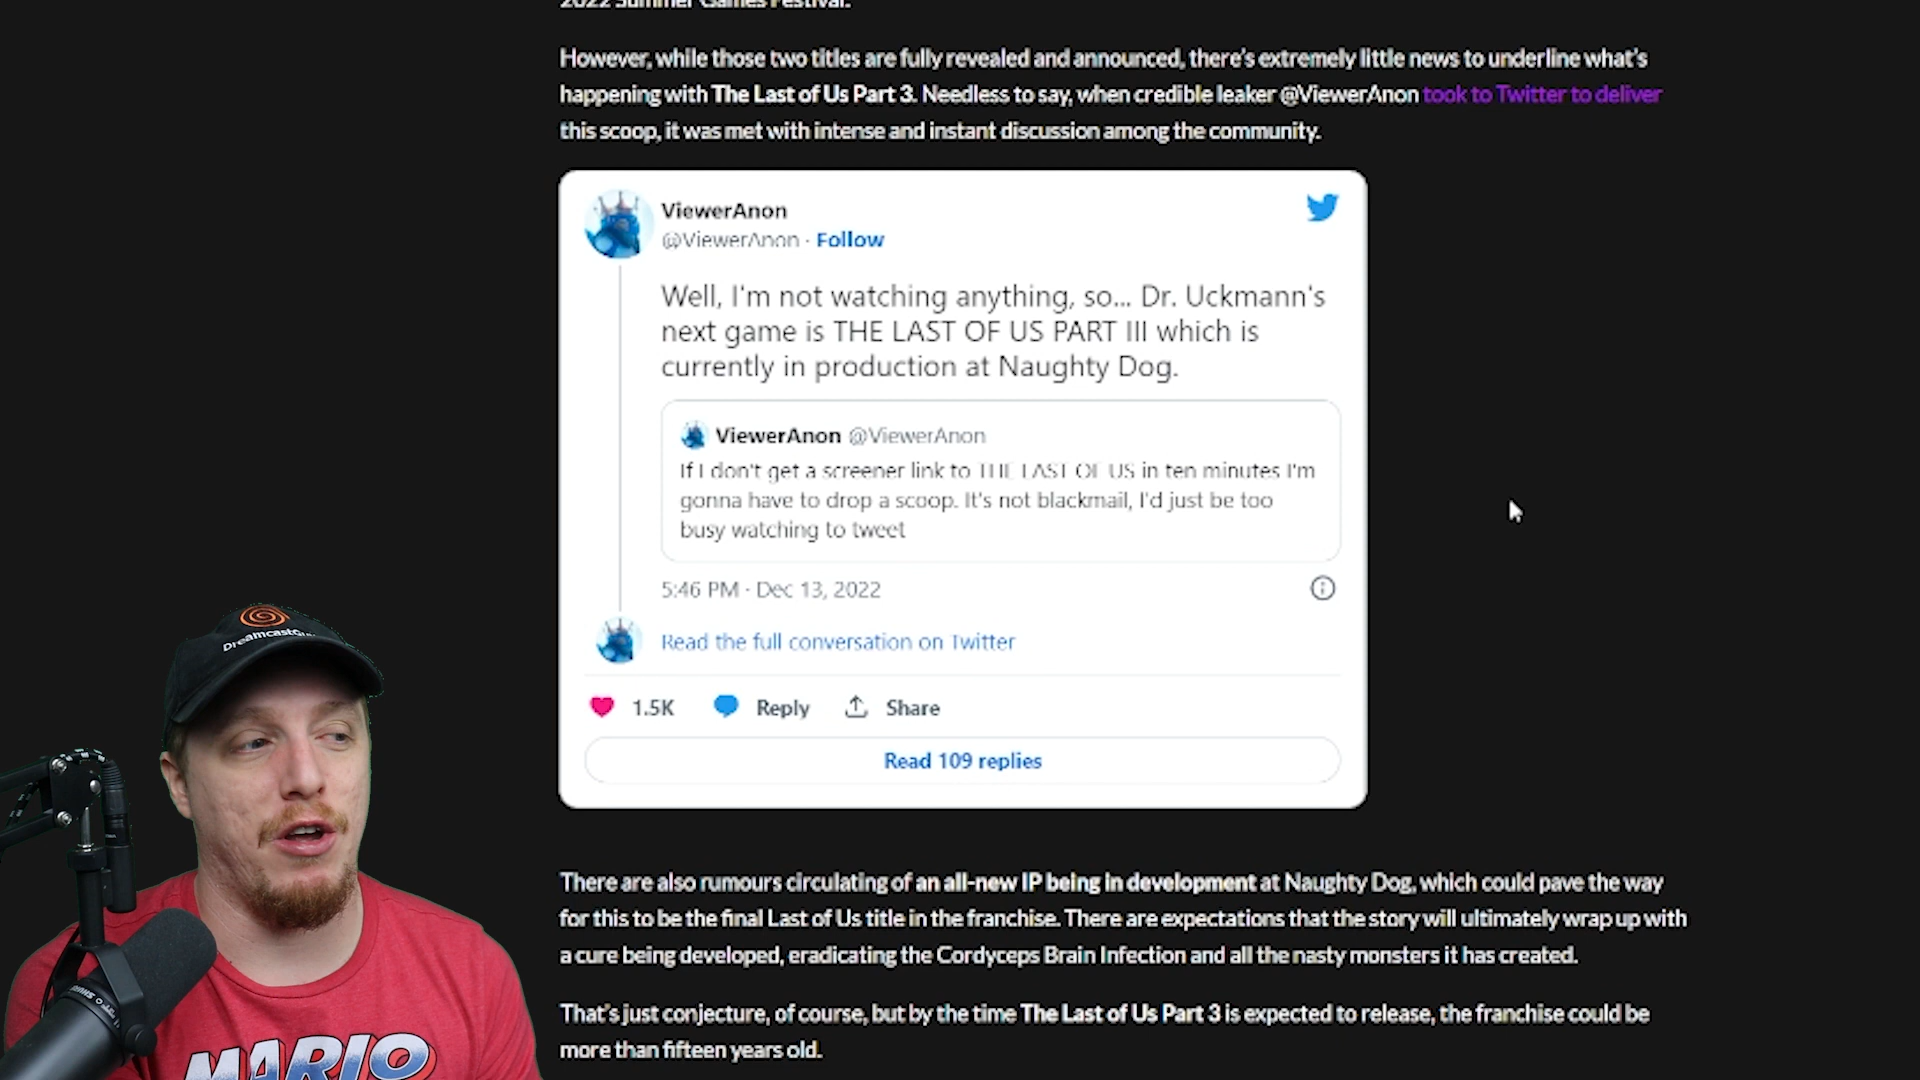 2022 Summer Games Festival.
However, while those two titles are fully revealed and announced, there's extremely little news to underline what's
happening with The Last of Us Part 3. Needless to say, when credible leaker @ViewerAnon took to Twitter to deliver
this scoop, it was met with intense and instant discussion among the community.
ViewerAnon
@ViewerAnon · Follow
Well, I'm not watching anything, so... Dr. Uckmann's
next game is THE LAST OF US PART III which is
currently in production at Naughty Dog.
ViewerAnon @ViewerAnon
If I don't get a screener link to THE LAST OF US in ten minutes I'm
gonna have to drop a scoop. It's not blackmail, I'd just be too
busy watching to tweet
5:46 PM · Dec 13, 2022
Read the full conversation on Twitter
1.5K Reply Share
Read 109 replies
There are also rumours circulating of an all-new IP being in development at Naughty Dog, which could pave the way
for this to be the final Last of Us title in the franchise. There are expectations that the story will ultimately wrap up with
a cure being developed, eradicating the Cordyceps Brain Infection and all the nasty monsters it has created.
That's just conjecture, of course, but by the time The Last of Us Part 3 is expected to release, the franchise could be
more than fifteen years old.
SHURE
MARIO